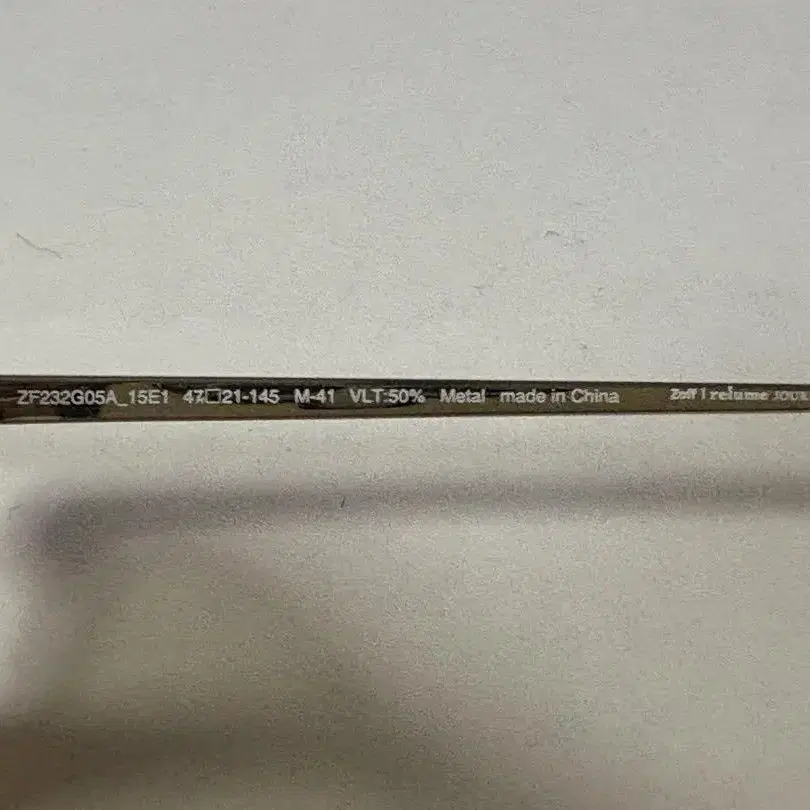 ZF232G05A_15E1 47□21-145 M-41 VLT:50% Metal made in China Zoff | relume